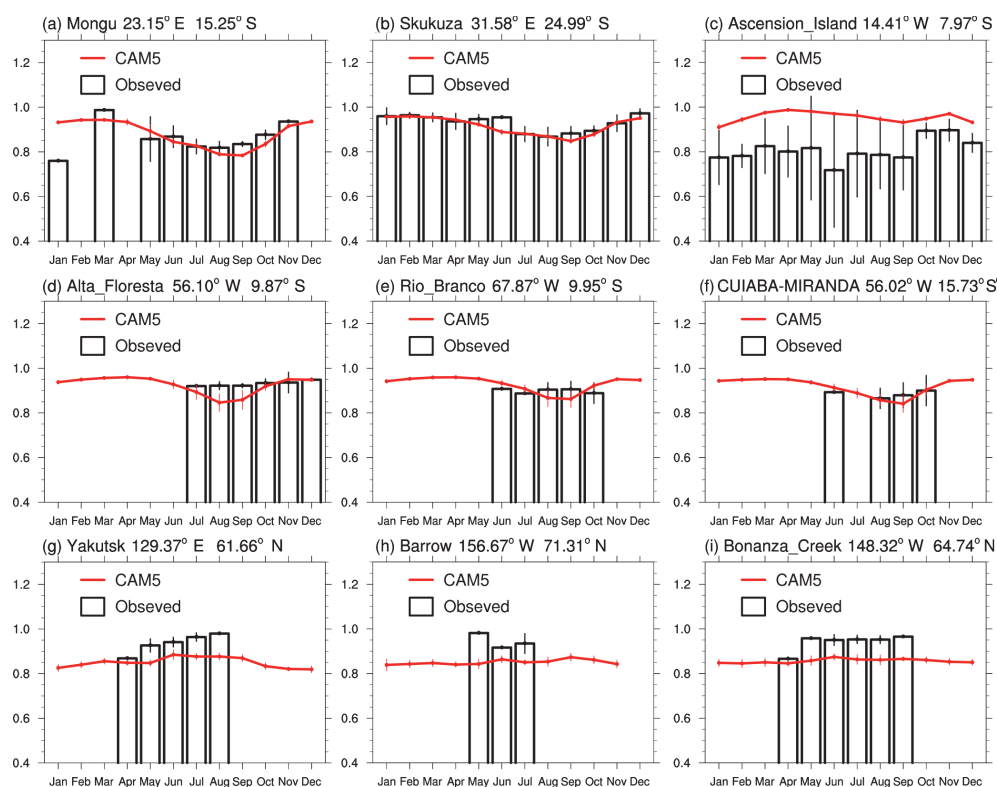 (a) Mongu 23.15° E 15.25° S
(b) Skukuza 31.58° E 24.99° S
(c) Ascension_Island 14.41° W 7.97° S
1.2
1.0
0.8
0.6
0.4
CAM5
Obseved
Jan Feb Mar Apr May Jun Jul Aug Sep Oct Nov Dec
1.2
1.0
0.8
0.6
0.4
CAM5
Obseved
Jan Feb Mar Apr May Jun Jul Aug Sep Oct Nov Dec
1.2
1.0
0.8
0.6
0.4
CAM5
Obseved
Jan Feb Mar Apr May Jun Jul Aug Sep Oct Nov Dec
(d) Alta_Floresta 56.10° W 9.87° S
(e) Rio_Branco 67.87° W 9.95° S
(f) CUIABA-MIRANDA 56.02° W 15.73° S
1.2
1.0
0.8
0.6
0.4
CAM5
Obseved
Jan Feb Mar Apr May Jun Jul Aug Sep Oct Nov Dec
1.2
1.0
0.8
0.6
0.4
CAM5
Obseved
Jan Feb Mar Apr May Jun Jul Aug Sep Oct Nov Dec
1.2
1.0
0.8
0.6
0.4
CAM5
Obseved
Jan Feb Mar Apr May Jun Jul Aug Sep Oct Nov Dec
(g) Yakutsk 129.37° E 61.66° N
(h) Barrow 156.67° W 71.31° N
(i) Bonanza_Creek 148.32° W 64.74° N
1.2
1.0
0.8
0.6
0.4
CAM5
Obseved
Jan Feb Mar Apr May Jun Jul Aug Sep Oct Nov Dec
1.2
1.0
0.8
0.6
0.4
CAM5
Obseved
Jan Feb Mar Apr May Jun Jul Aug Sep Oct Nov Dec
1.2
1.0
0.8
0.6
0.4
CAM5
Obseved
Jan Feb Mar Apr May Jun Jul Aug Sep Oct Nov Dec